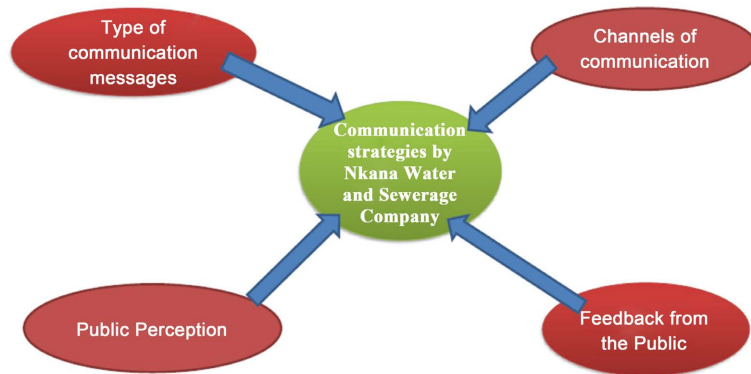 Type of
communication
messages
Channels of
communication
Communication
strategies by
Nkana Water
and Sewerage
Company
Public Perception
Feedback from
the Public